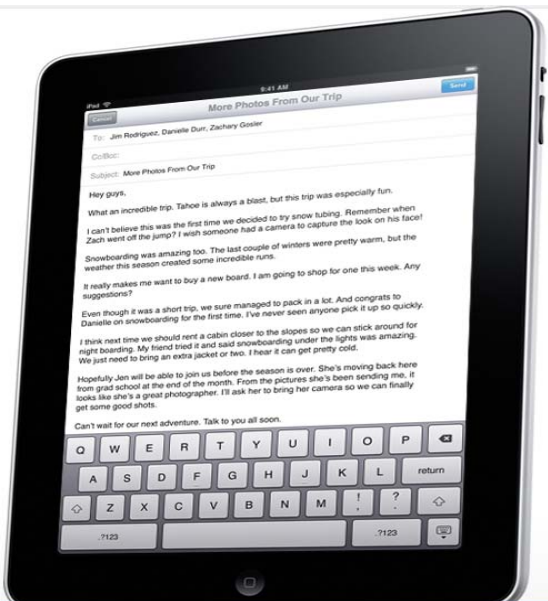 iPad
9:41 AM
Cancel
More Photos From Our Trip
Send
To: Jim Rodriguez, Danielle Durr, Zachary Gosler
Cc/Bcc:
Subject: More Photos From Our Trip
Hey guys,
What an incredible trip. Tahoe is always a blast, but this trip was especially fun.
I can't believe this was the first time we decided to try snow tubing. Remember when
Zach went off the jump? I wish someone had a camera to capture the look on his face!
Snowboarding was amazing too. The last couple of winters were pretty warm, but the
weather this season created some incredible runs.
It really makes me want to buy a new board. I am going to shop for one this week. Any
suggestions?
Even though it was a short trip, we sure managed to pack in a lot. And congrats to
Danielle on snowboarding for the first time. I've never seen anyone pick it up so quickly.
I think next time we should rent a cabin closer to the slopes so we can stick around for
night boarding. My friend tried it and said snowboarding under the lights was amazing.
We just need to bring an extra jacket or two. I hear it can get pretty cold.
Hopefully Jen will be able to join us before the season is over. She's moving back here
from grad school at the end of the month. From the pictures she's been sending me, it
looks like she's a great photographer. I'll ask her to bring her camera so we can finally
get some good shots.
Can't wait for our next adventure. Talk to you all soon.
Q W E R T Y U I O P
A S D F G H J K L return
Z X C V B N M ! , ? .
.?123 .?123